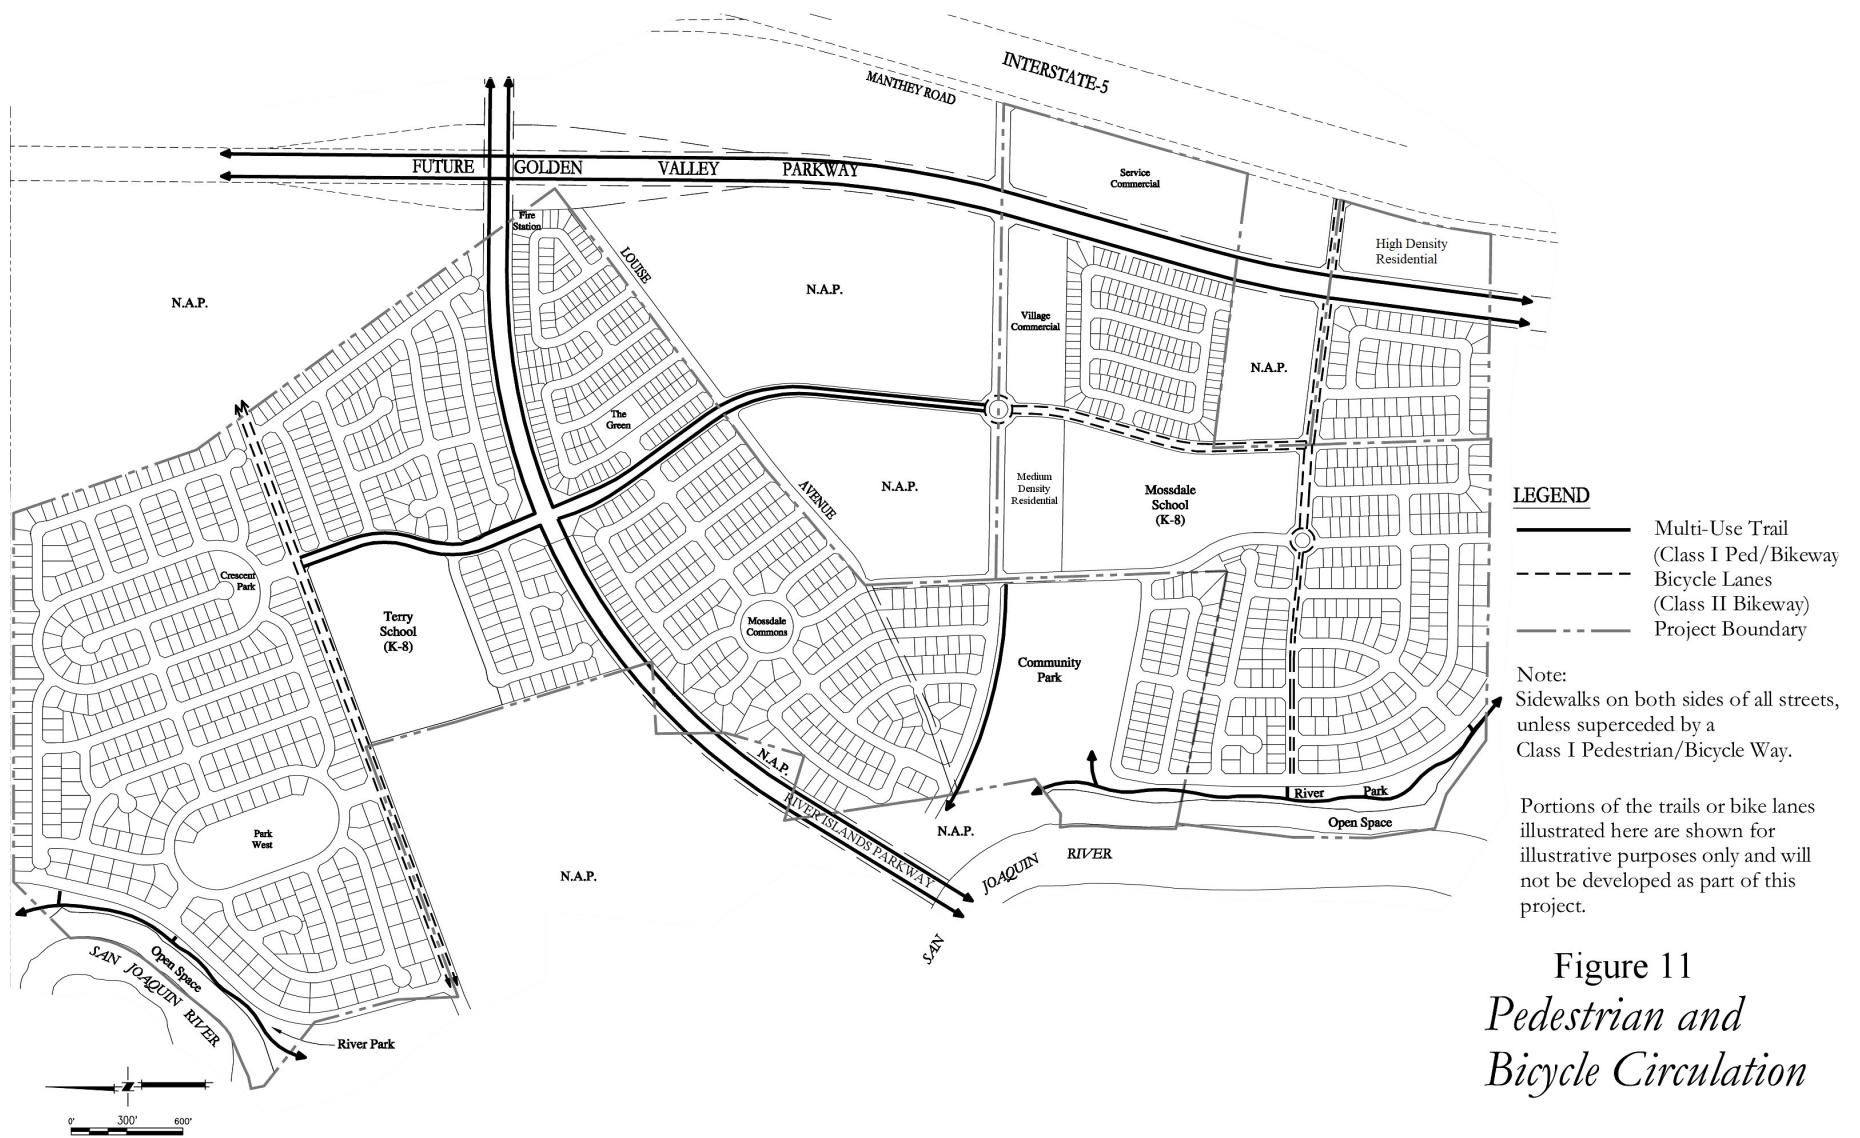 INTERSTATE-5
MANTHEY ROAD
FUTURE GOLDEN VALLEY PARKWAY
Service
Commercial
Fire
Station
High Density
Residential
LOUISE
N.A.P.
N.A.P.
Village
Commercial
N.A.P.
The
Green
AVENUE
N.A.P.
Medium
Density
Residential
Mossdale
School
(K-8)
Crescent
Park
Terry
School
(K-8)
Mossdale
Commons
Community
Park
N.A.P.
RIVER ISLANDS PARKWAY
River Park
Open Space
Park
West
N.A.P.
N.A.P.
SAN JOAQUIN RIVER
Open Space
SAN JOAQUIN RIVER
River Park
0' 300' 600'
LEGEND
Multi-Use Trail
(Class I Ped/Bikeway
Bicycle Lanes
(Class II Bikeway)
Project Boundary
Note:
Sidewalks on both sides of all streets,
unless superceded by a
Class I Pedestrian/Bicycle Way.
Portions of the trails or bike lanes
illustrated here are shown for
illustrative purposes only and will
not be developed as part of this
project.
Figure 11
Pedestrian and
Bicycle Circulation